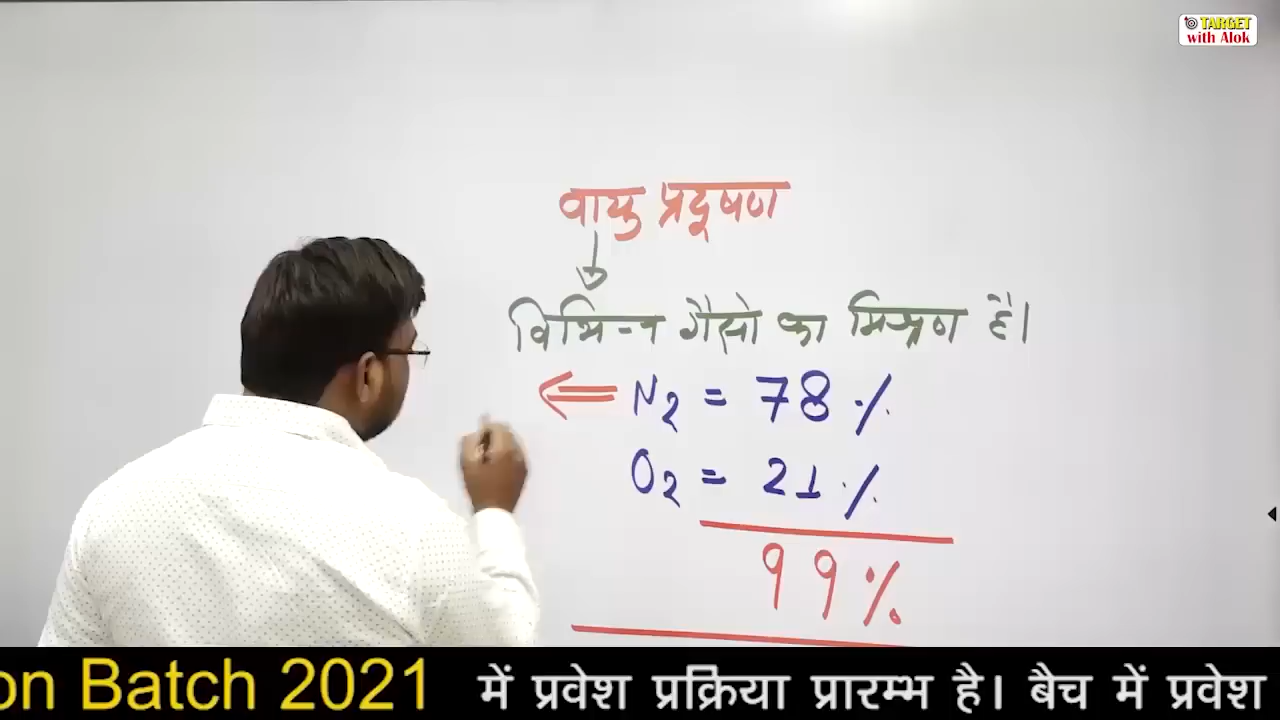 TARGET
with Alok
वायु प्रदूषण
विभिन्न गैसो का मिश्रण है।
N2 = 78 %
O2 = 21 %
99 %
on Batch 2021 में प्रवेश प्रक्रिया प्रारम्भ है। बैच में प्रवेश